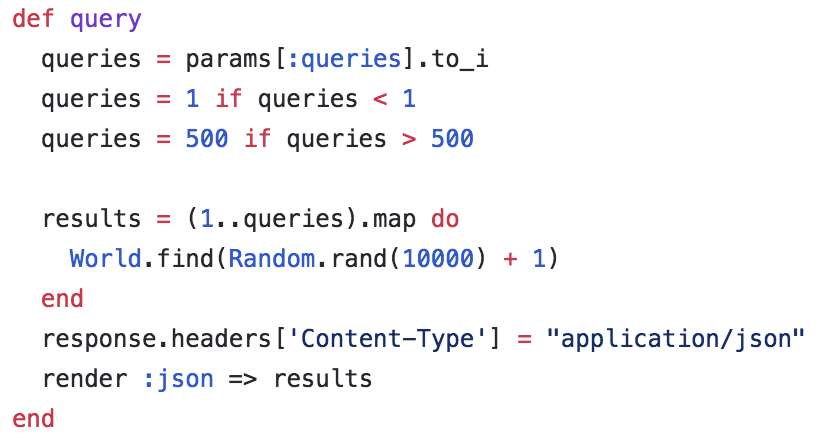 def query
  queries = params[:queries].to_i
  queries = 1 if queries < 1
  queries = 500 if queries > 500

  results = (1..queries).map do
    World.find(Random.rand(10000) + 1)
  end
  response.headers['Content-Type'] = "application/json"
  render :json => results
end